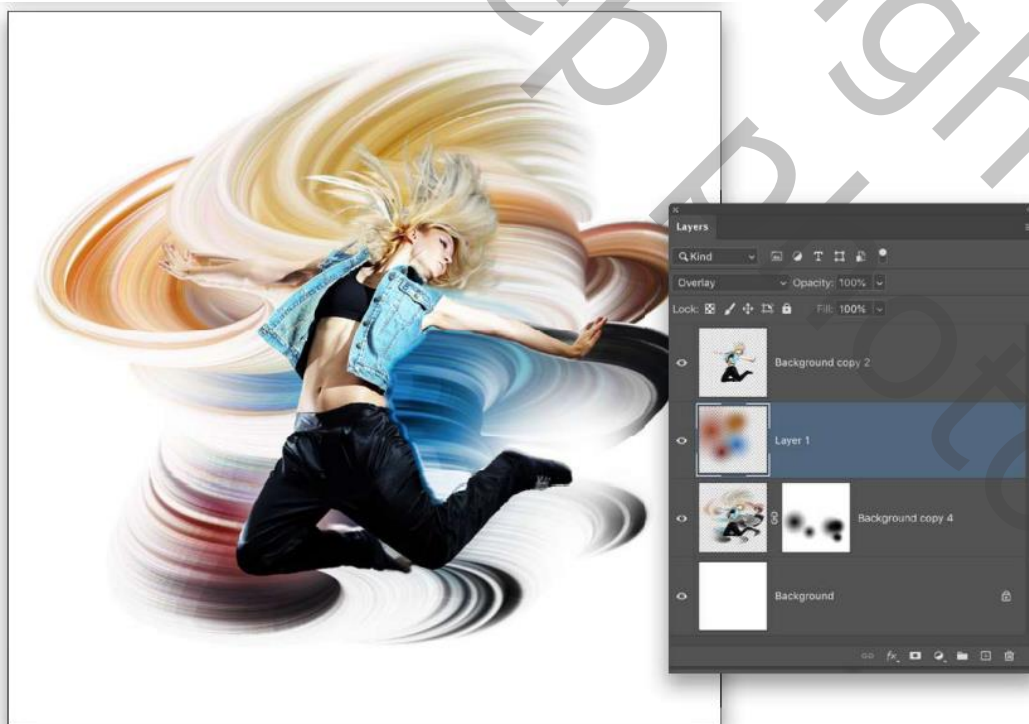 Layers
Kind
Overlay
Opacity: 100%
Lock:
Fill: 100%
Background copy 2
Layer 1
Background copy 4
Background